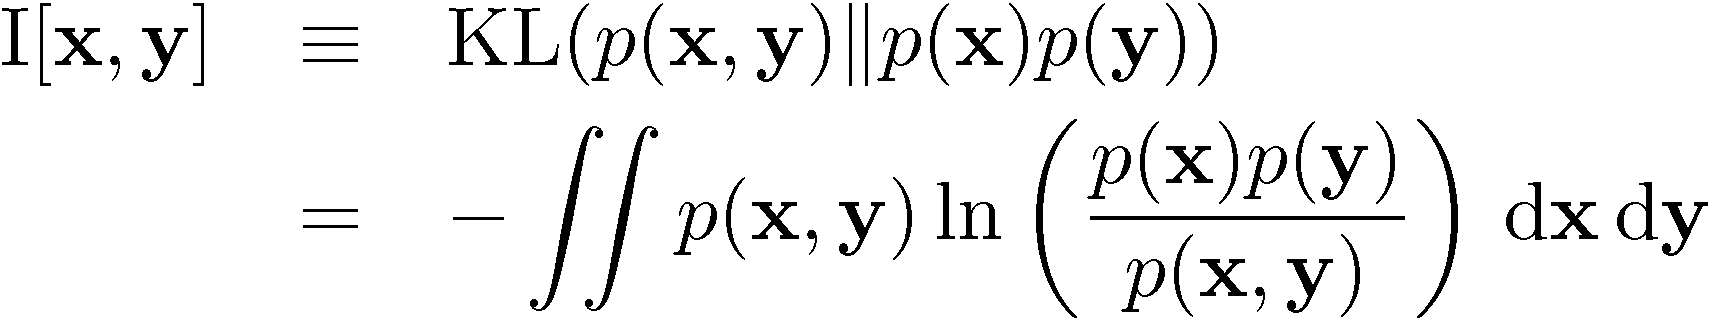 I[𝐱, 𝐲] ≡ KL(p(𝐱, 𝐲)‖p(𝐱)p(𝐲))
= − ∬ p(𝐱, 𝐲) ln ( p(𝐱)p(𝐲) / p(𝐱, 𝐲) ) d𝐱 d𝐲